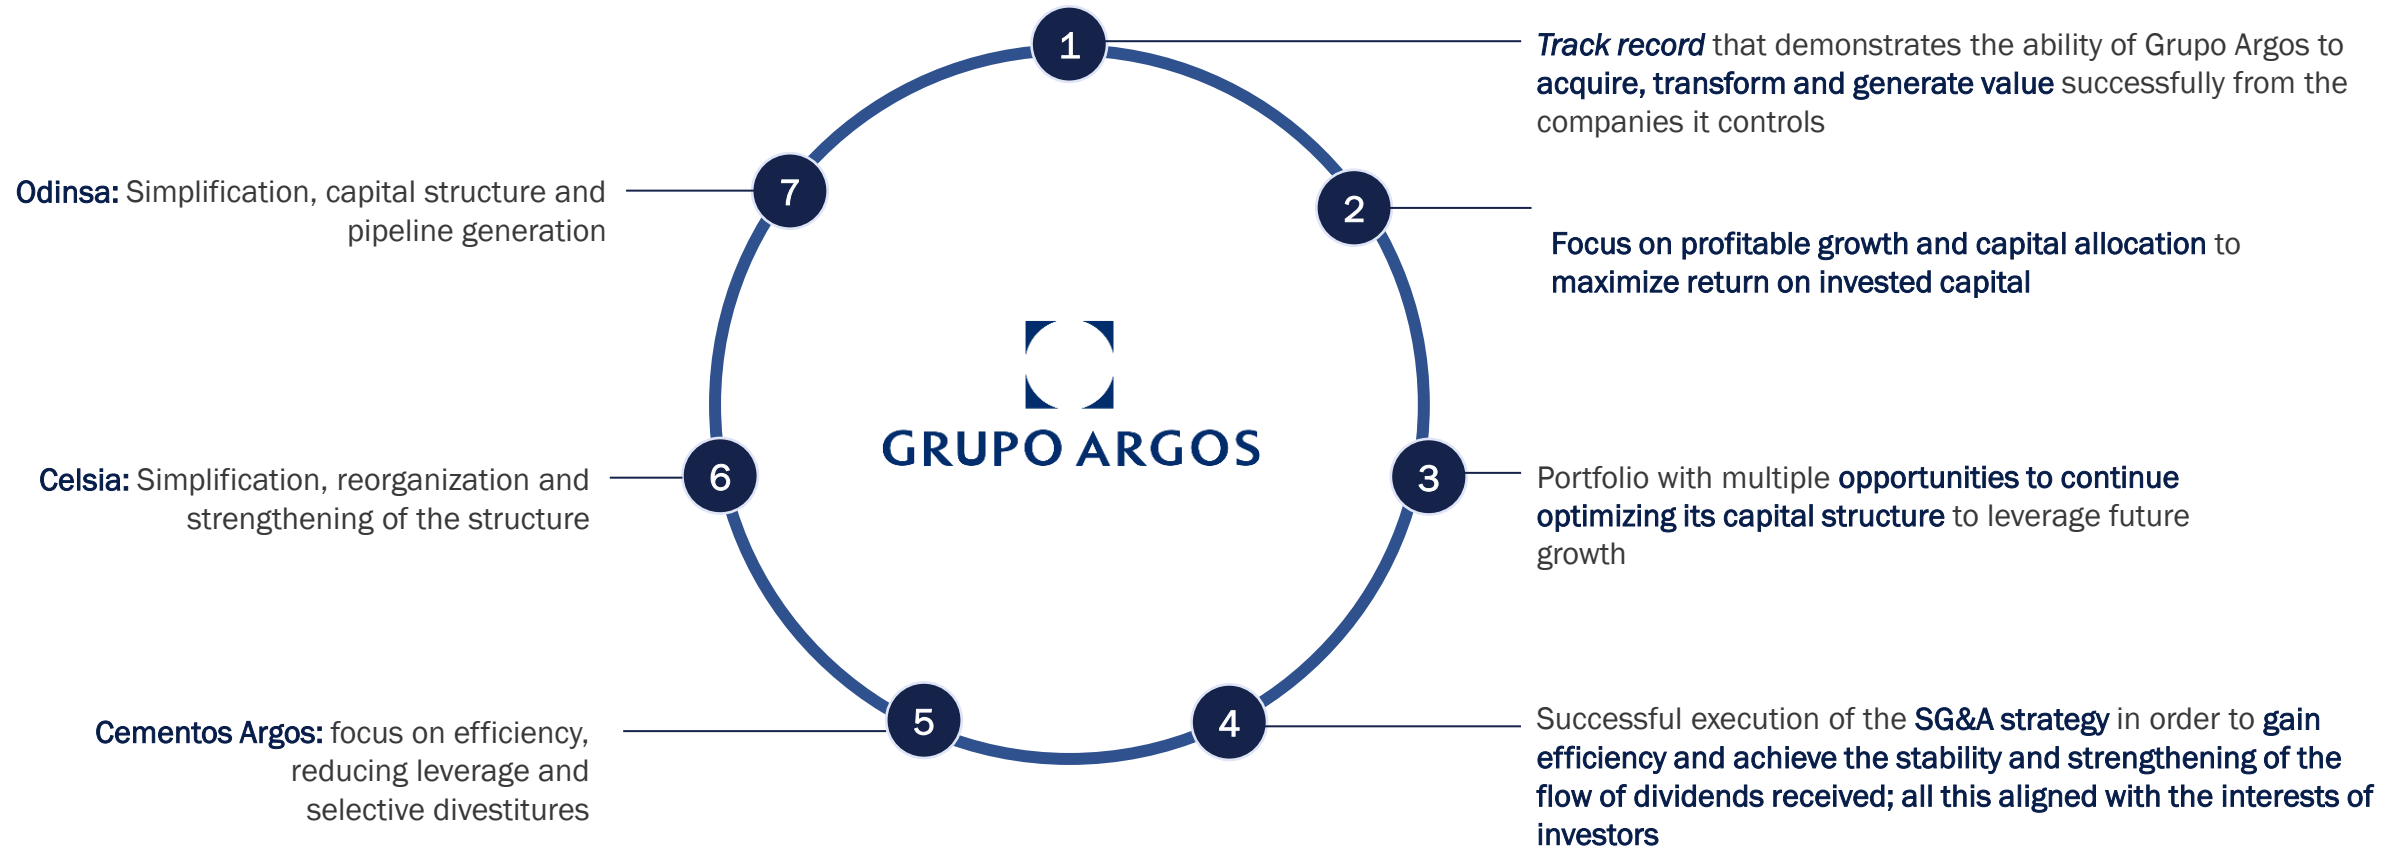 1
Track record that demonstrates the ability of Grupo Argos to
acquire, transform and generate value successfully from the
companies it controls
2
Focus on profitable growth and capital allocation to
maximize return on invested capital
3
Portfolio with multiple opportunities to continue
optimizing its capital structure to leverage future
growth
4
Successful execution of the SG&A strategy in order to gain
efficiency and achieve the stability and strengthening of the
flow of dividends received; all this aligned with the interests of
investors
5
Cementos Argos: focus on efficiency,
reducing leverage and
selective divestitures
6
Celsia: Simplification, reorganization and
strengthening of the structure
7
Odinsa: Simplification, capital structure and
pipeline generation
GRUPO ARGOS